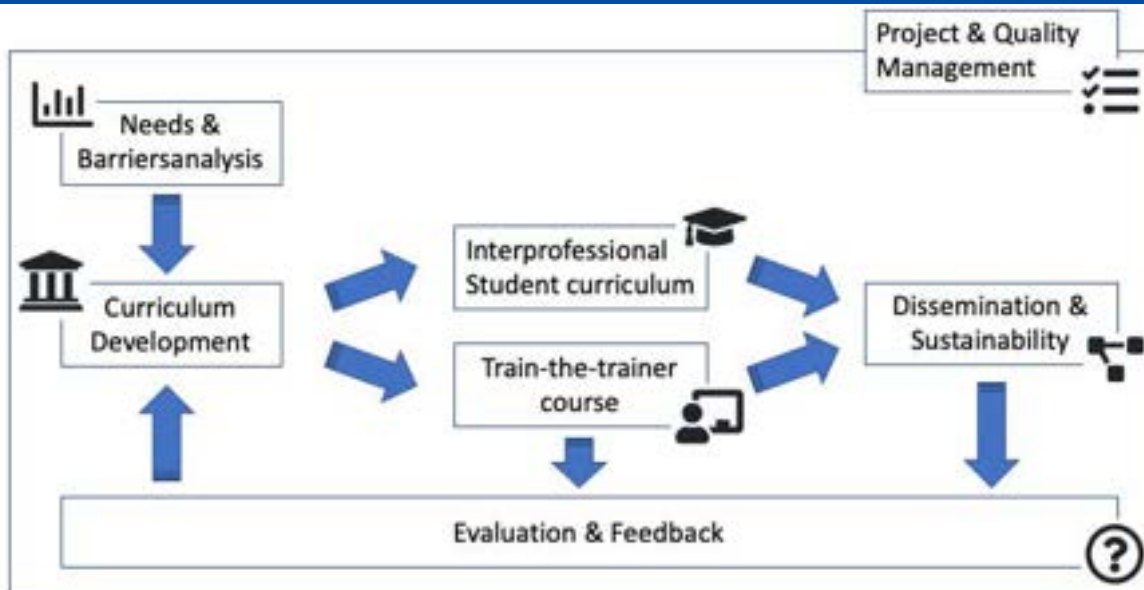 Project & Quality
Management
Needs &
Barriersanalysis
Interprofessional
Student curriculum
Curriculum
Development
Dissemination &
Sustainability
Train-the-trainer
course
Evaluation & Feedback
?